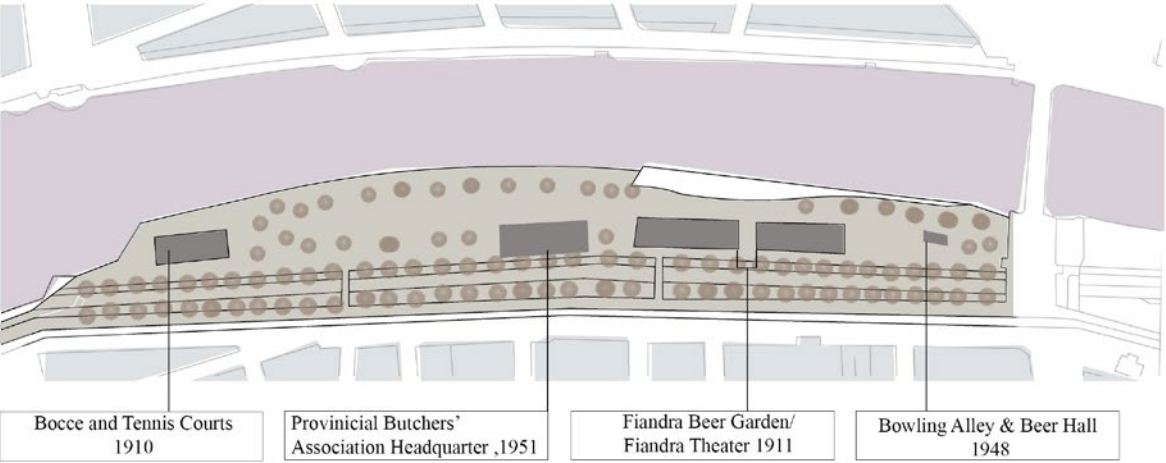 Bocce and Tennis Courts
1910
Provinicial Butchers'
Association Headquarter ,1951
Fiandra Beer Garden/
Fiandra Theater 1911
Bowling Alley & Beer Hall
1948